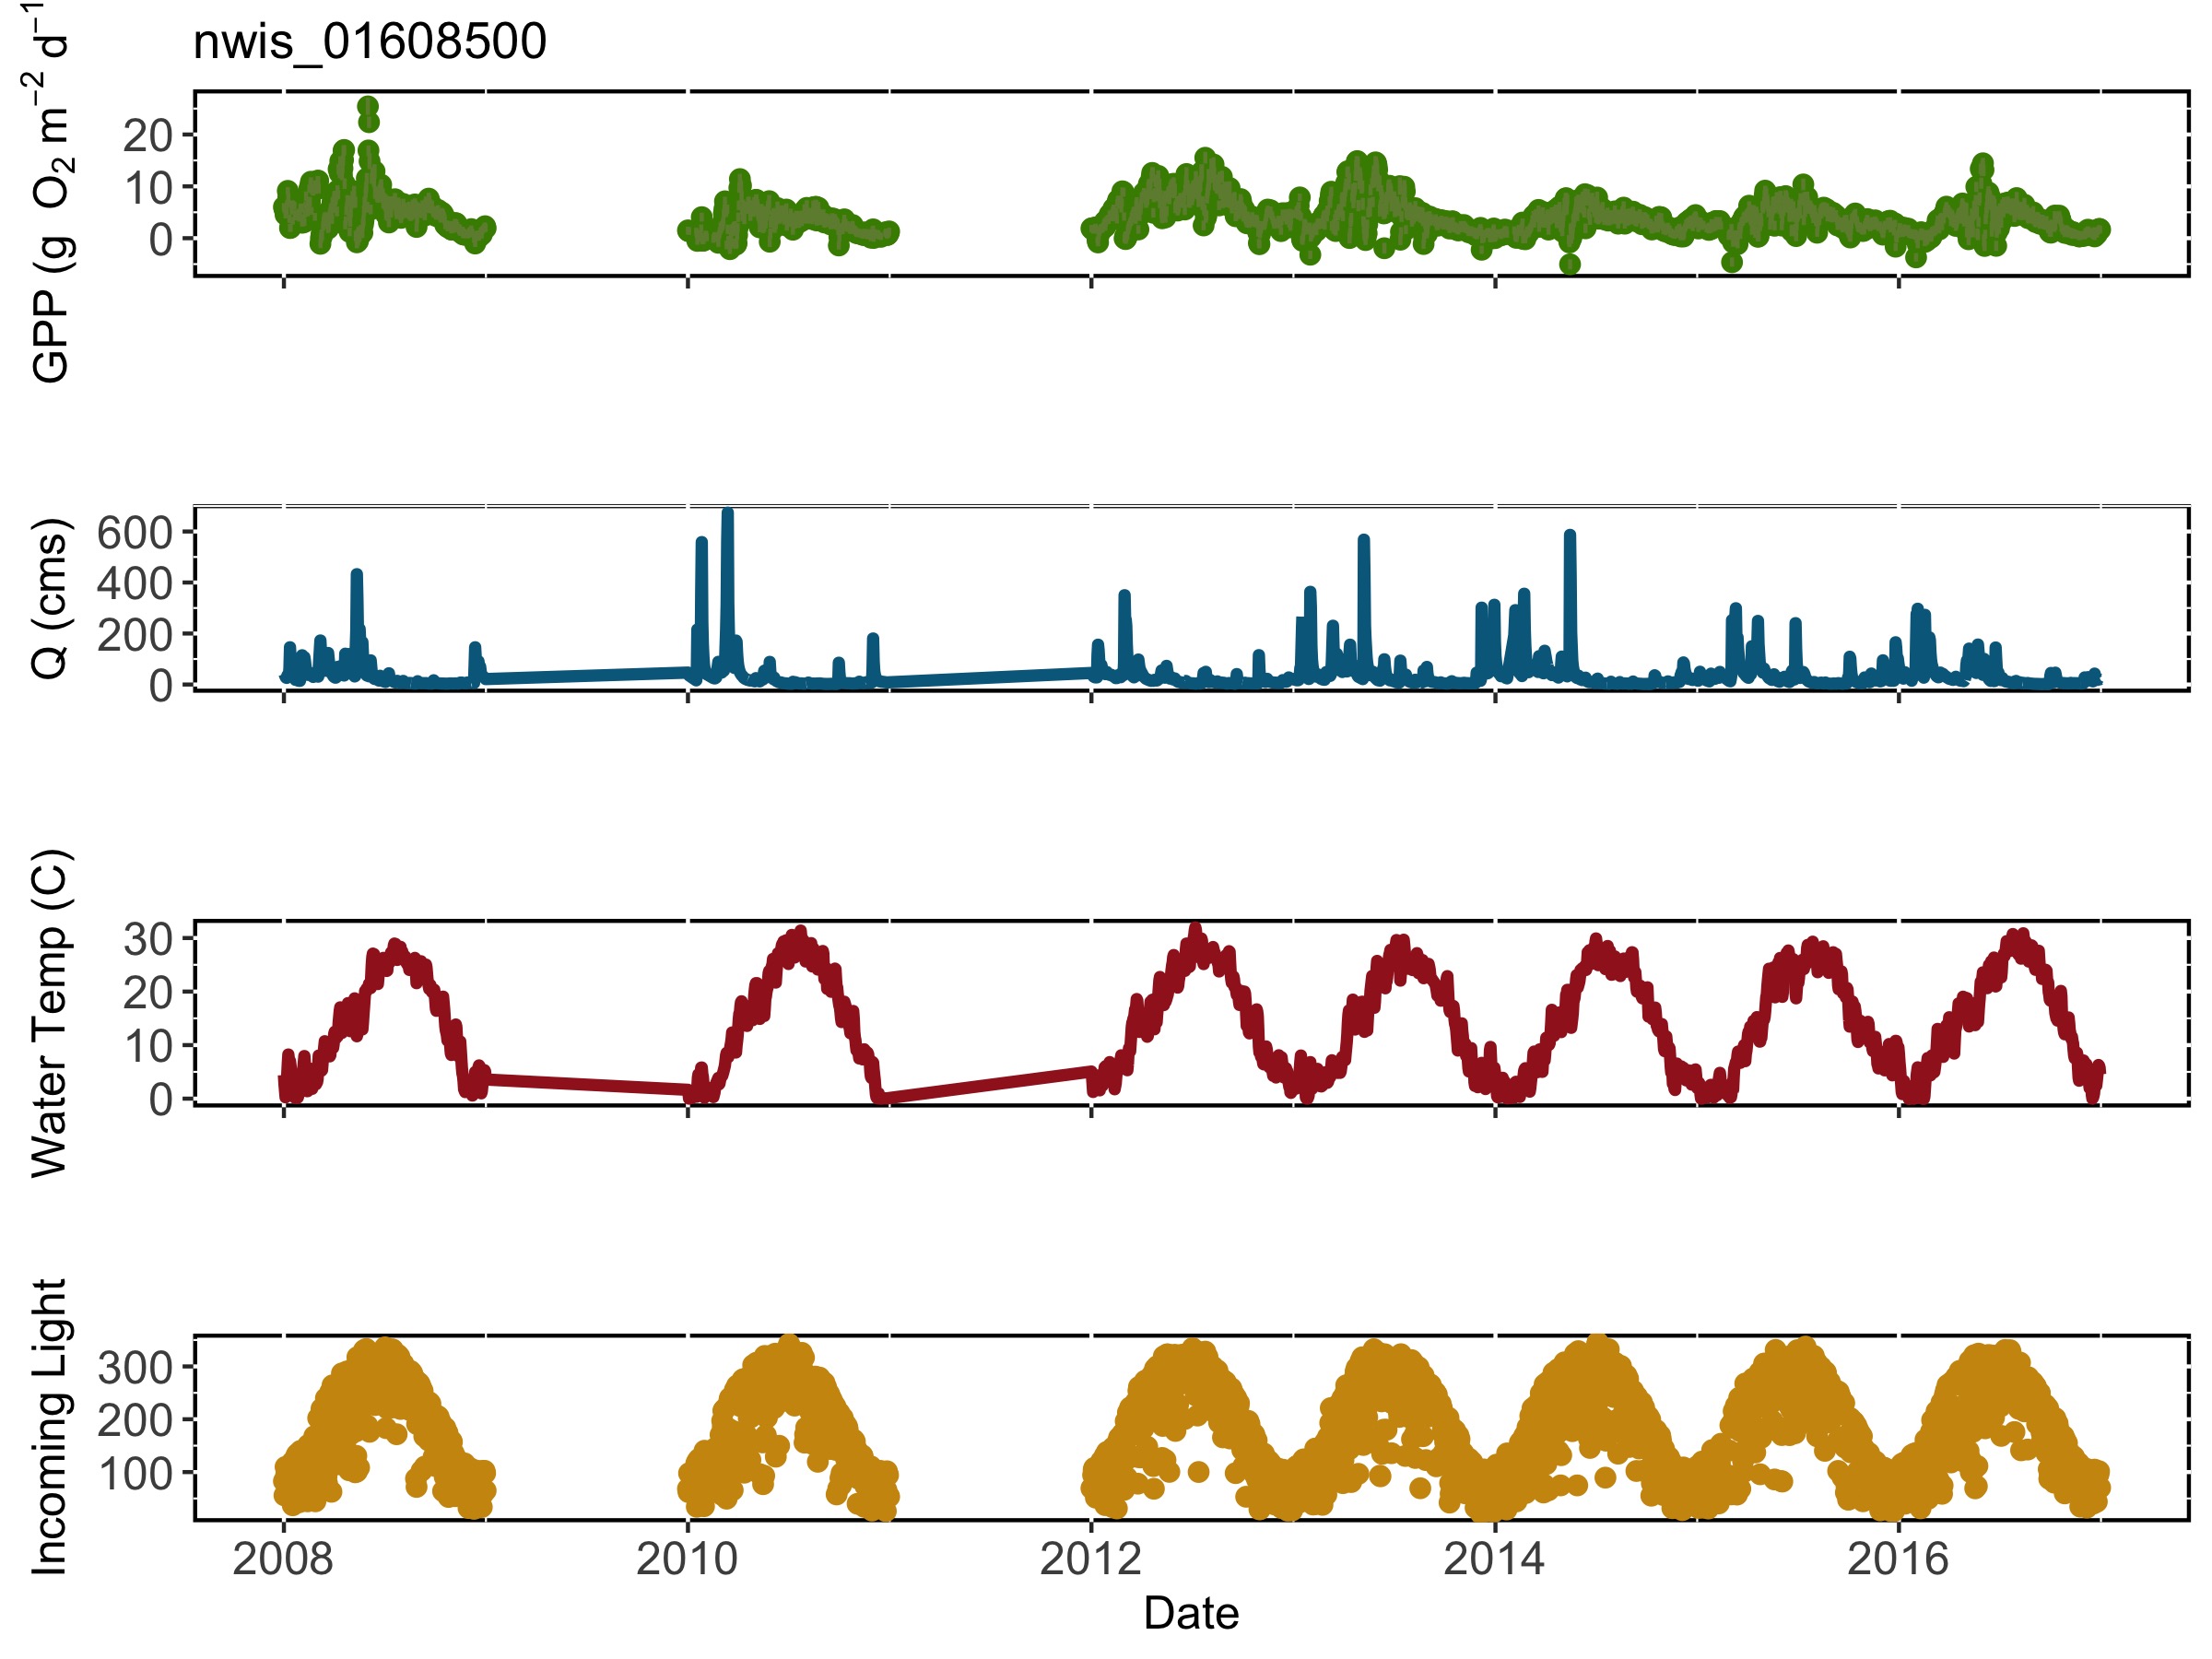 nwis_01608500
GPP (g O₂ m⁻² d⁻¹
20
10
0
Q (cms)
600
400
200
0
Water Temp (C)
30
20
10
0
Incoming Light
300
200
100
2008 2010 2012 2014 2016
Date